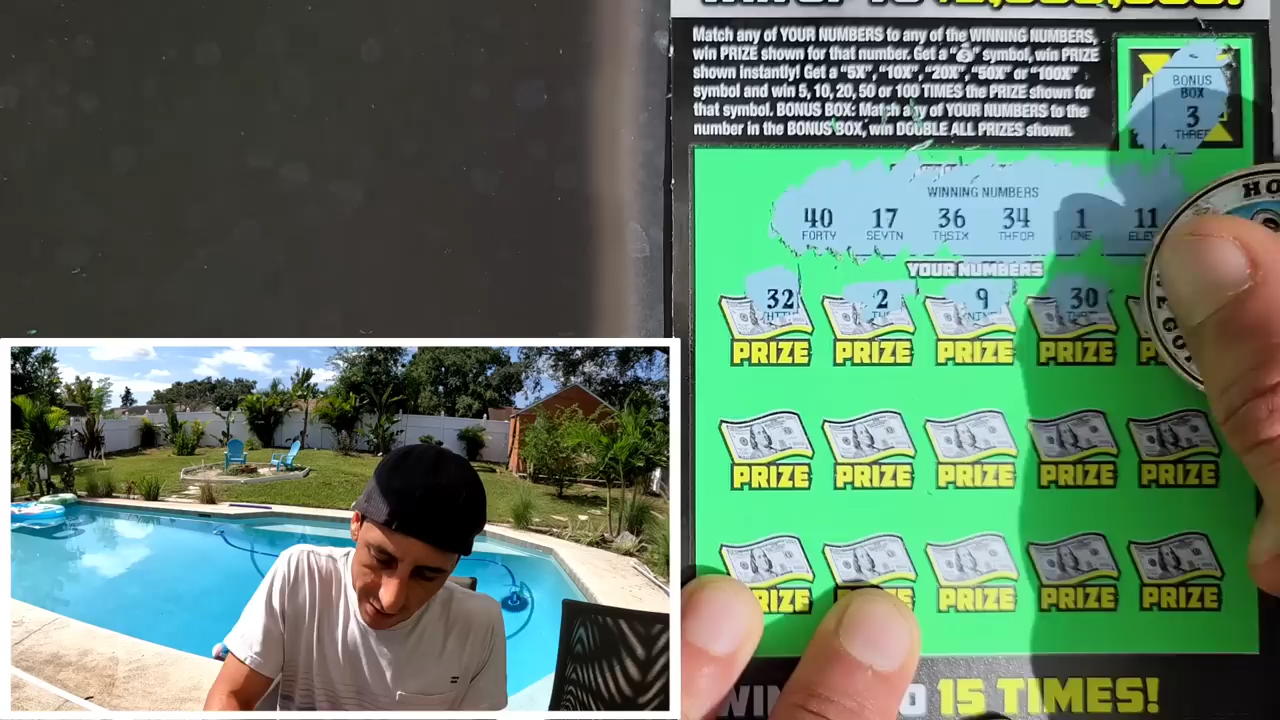 Match any of YOUR NUMBERS to any of the WINNING NUMBERS,
win PRIZE shown for that number. Get a " " symbol, win PRIZE
shown instantly! Get a "5X", "10X", "20X", "50X" or "100X"
symbol and win 5, 10, 20, 50 or 100 TIMES the PRIZE shown for
that symbol. BONUS BOX: Match any of YOUR NUMBERS to the
number in the BONUS BOX, win DOUBLE ALL PRIZES shown.
BONUS
BOX
3
THREE
WINNING NUMBERS
40 17 36 34 1 11
FORTY SEVTN THSIX THFOR ONE
YOUR NUMBERS
32 2 9 30
PRIZE PRIZE PRIZE PRIZE
PRIZE PRIZE PRIZE PRIZE PRIZE
PRIZE PRIZE PRIZE PRIZE PRIZE
15 TIMES!